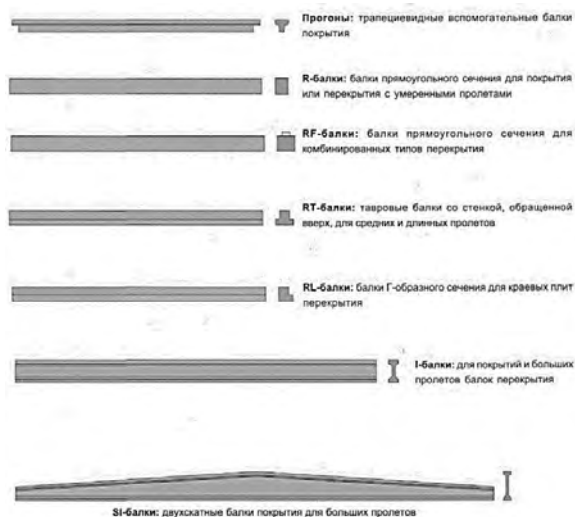 Прогоны: трапециевидные вспомогательные балки
покрытия
R-балки: балки прямоугольного сечения для покрытия
или перекрытия с умеренными пролетами
RF-балки: балки прямоугольного сечения для
комбинированных типов перекрытия
RT-балки: тавровые балки со стенкой, обращенной
вверх, для средних и длинных пролетов
RL-балки: балки Г-образного сечения для краевых плит
перекрытия
I-балки: для покрытий и больших
пролетов балок перекрытия
SI-балки: двухскатные балки покрытия для больших пролетов